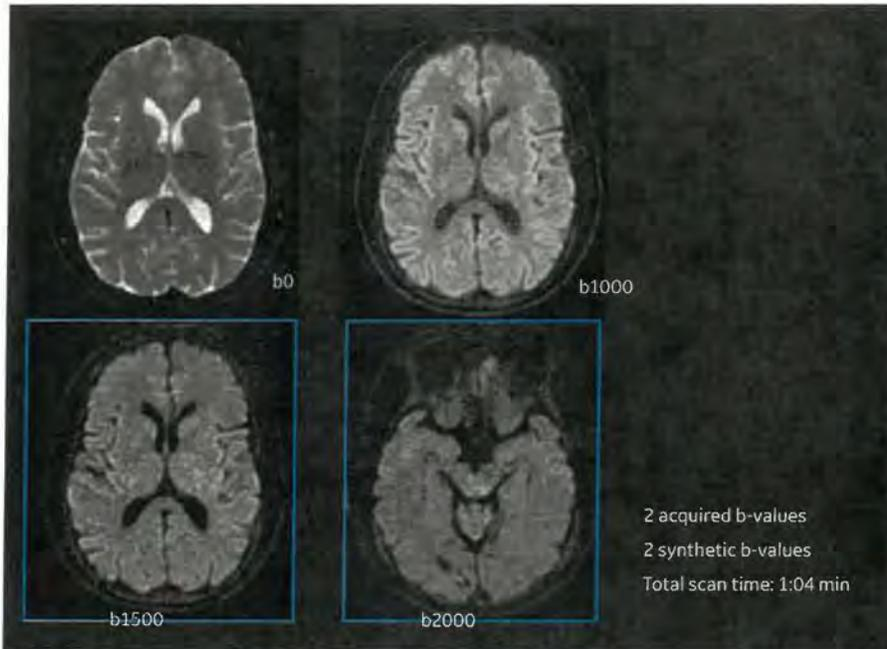 b0
b1000
b1500
b2000
2 acquired b-values
2 synthetic b-values
Total scan time: 1:04 min